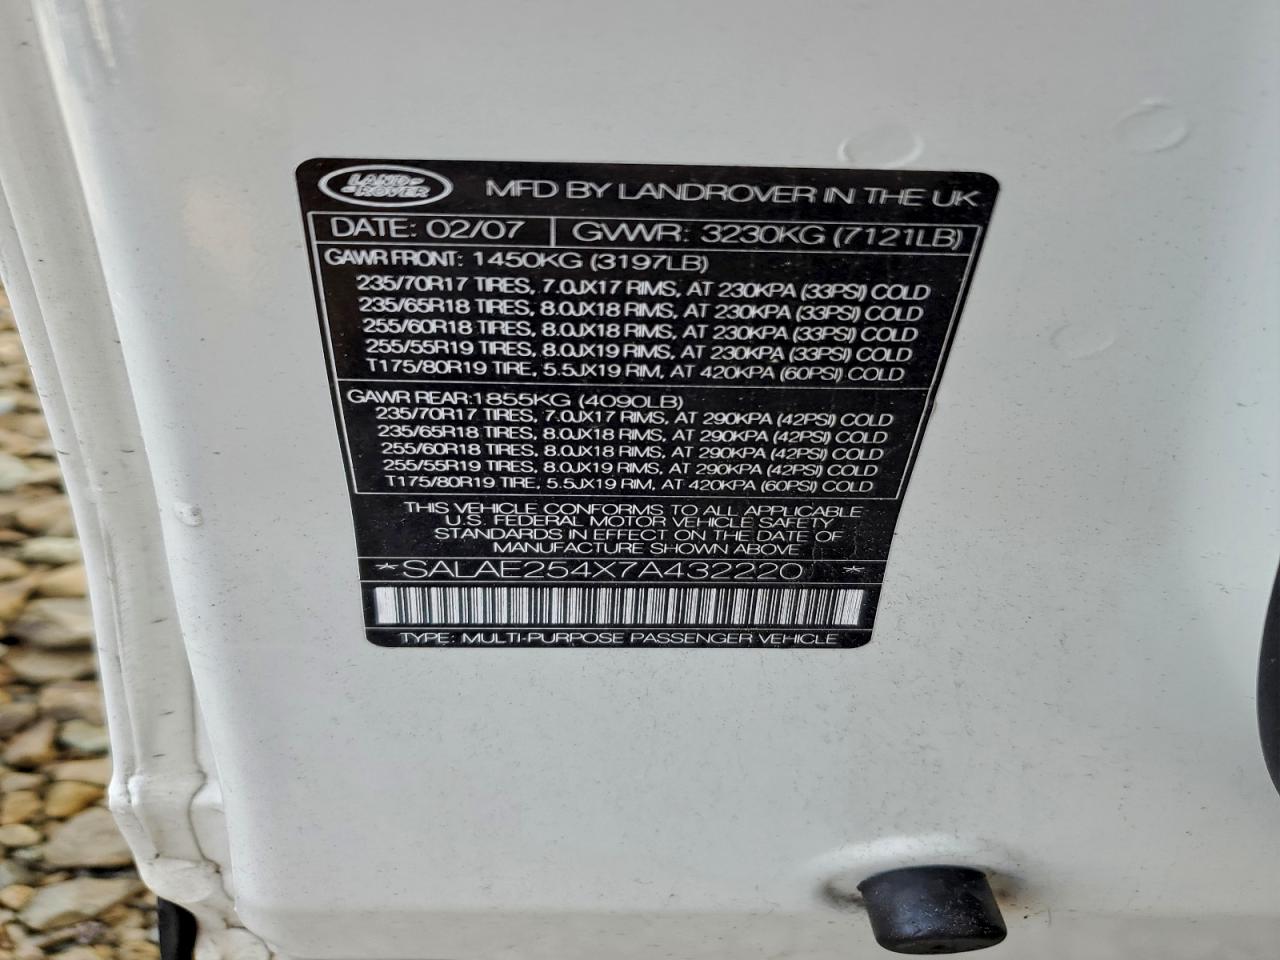 LAND-
-ROVER
MFD BY LANDROVER IN THE UK
DATE: 02/07
GVWR: 3230KG (7121LB)
GAWR FRONT: 1450KG (3197LB)
235/70R17 TIRES, 7.0JX17 RIMS, AT 230KPA (33PSI) COLD
235/65R18 TIRES, 8.0JX18 RIMS, AT 230KPA (33PSI) COLD
255/60R18 TIRES, 8.0JX18 RIMS, AT 230KPA (33PSI) COLD
255/55R19 TIRES, 8.0JX19 RIMS, AT 230KPA (33PSI) COLD
T175/80R19 TIRE, 5.5JX19 RIM, AT 420KPA (60PSI) COLD
GAWR REAR:1855KG (4090LB)
235/70R17 TIRES, 7.0JX17 RIMS, AT 290KPA (42PSI) COLD
235/65R18 TIRES, 8.0JX18 RIMS, AT 290KPA (42PSI) COLD
255/60R18 TIRES, 8.0JX18 RIMS, AT 290KPA (42PSI) COLD
255/55R19 TIRES, 8.0JX19 RIMS, AT 290KPA (42PSI) COLD
T175/80R19 TIRE, 5.5JX19 RIM, AT 420KPA (60PSI) COLD
THIS VEHICLE CONFORMS TO ALL APPLICABLE
U.S. FEDERAL MOTOR VEHICLE SAFETY
STANDARDS IN EFFECT ON THE DATE OF
MANUFACTURE SHOWN ABOVE
*SALAE254X7A432220 *
TYPE: MULTI-PURPOSE PASSENGER VEHICLE